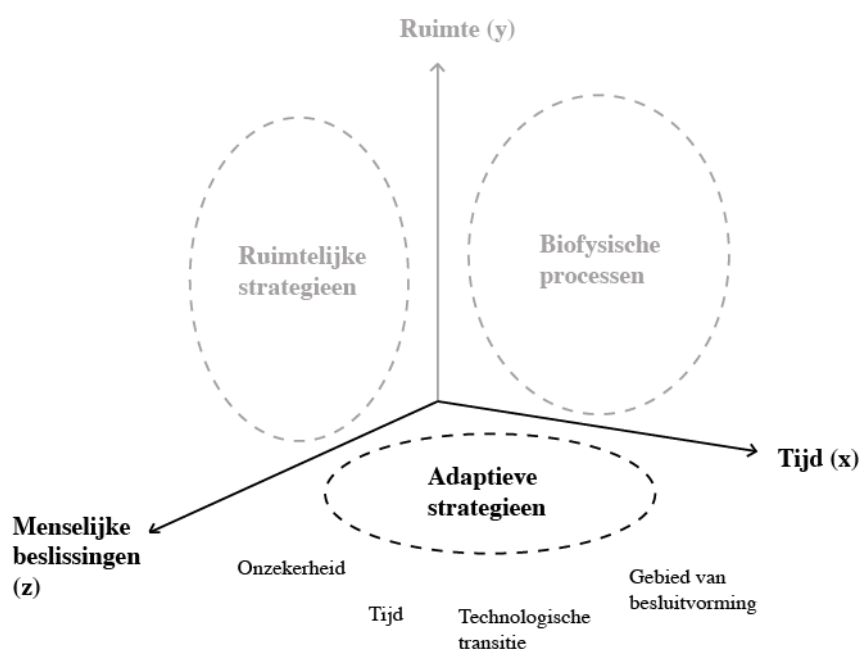 Ruimte (y)
Ruimtelijke
strategieen
Biofysische
processen
Tijd (x)
Adaptieve
strategieen
Menselijke
beslissingen
(z)
Onzekerheid
Tijd
Technologische
transitie
Gebied van
besluitvorming